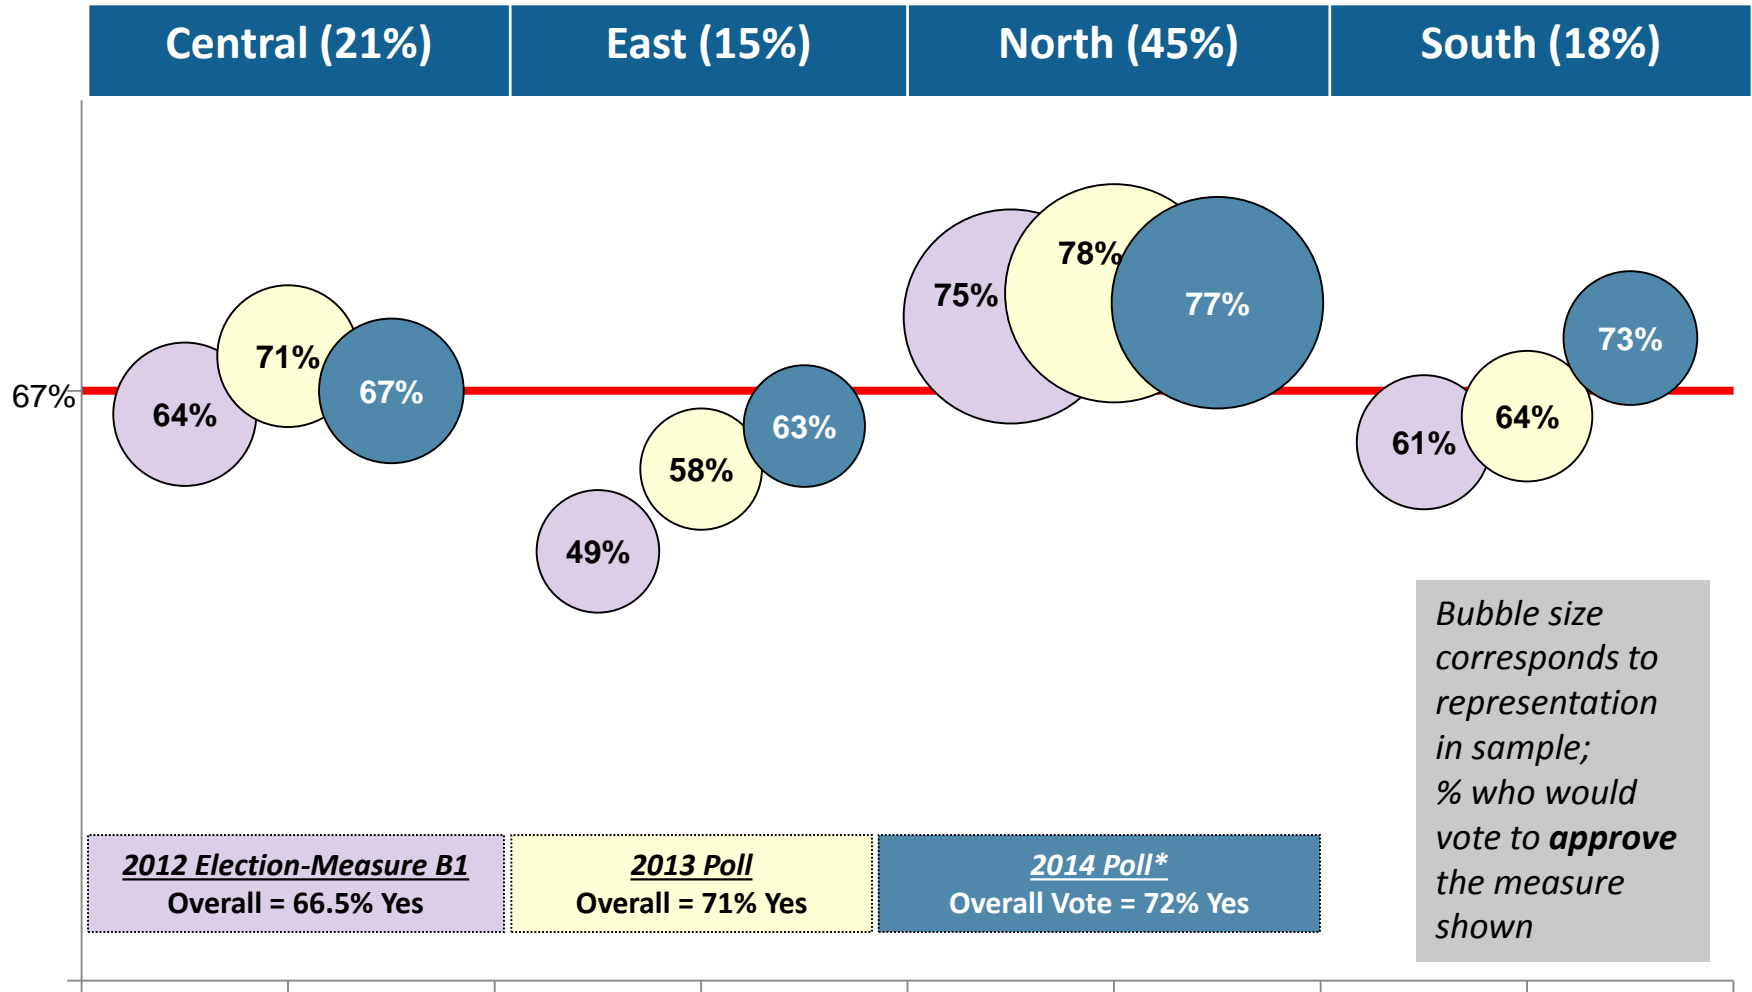 Central (21%)
East (15%)
North (45%)
South (18%)
67%
64%
71%
67%
49%
58%
63%
75%
78%
77%
61%
64%
73%
Bubble size
corresponds to
representation
in sample;
% who would
vote to approve
the measure
shown
2012 Election-Measure B1
Overall = 66.5% Yes
2013 Poll
Overall = 71% Yes
2014 Poll*
Overall Vote = 72% Yes